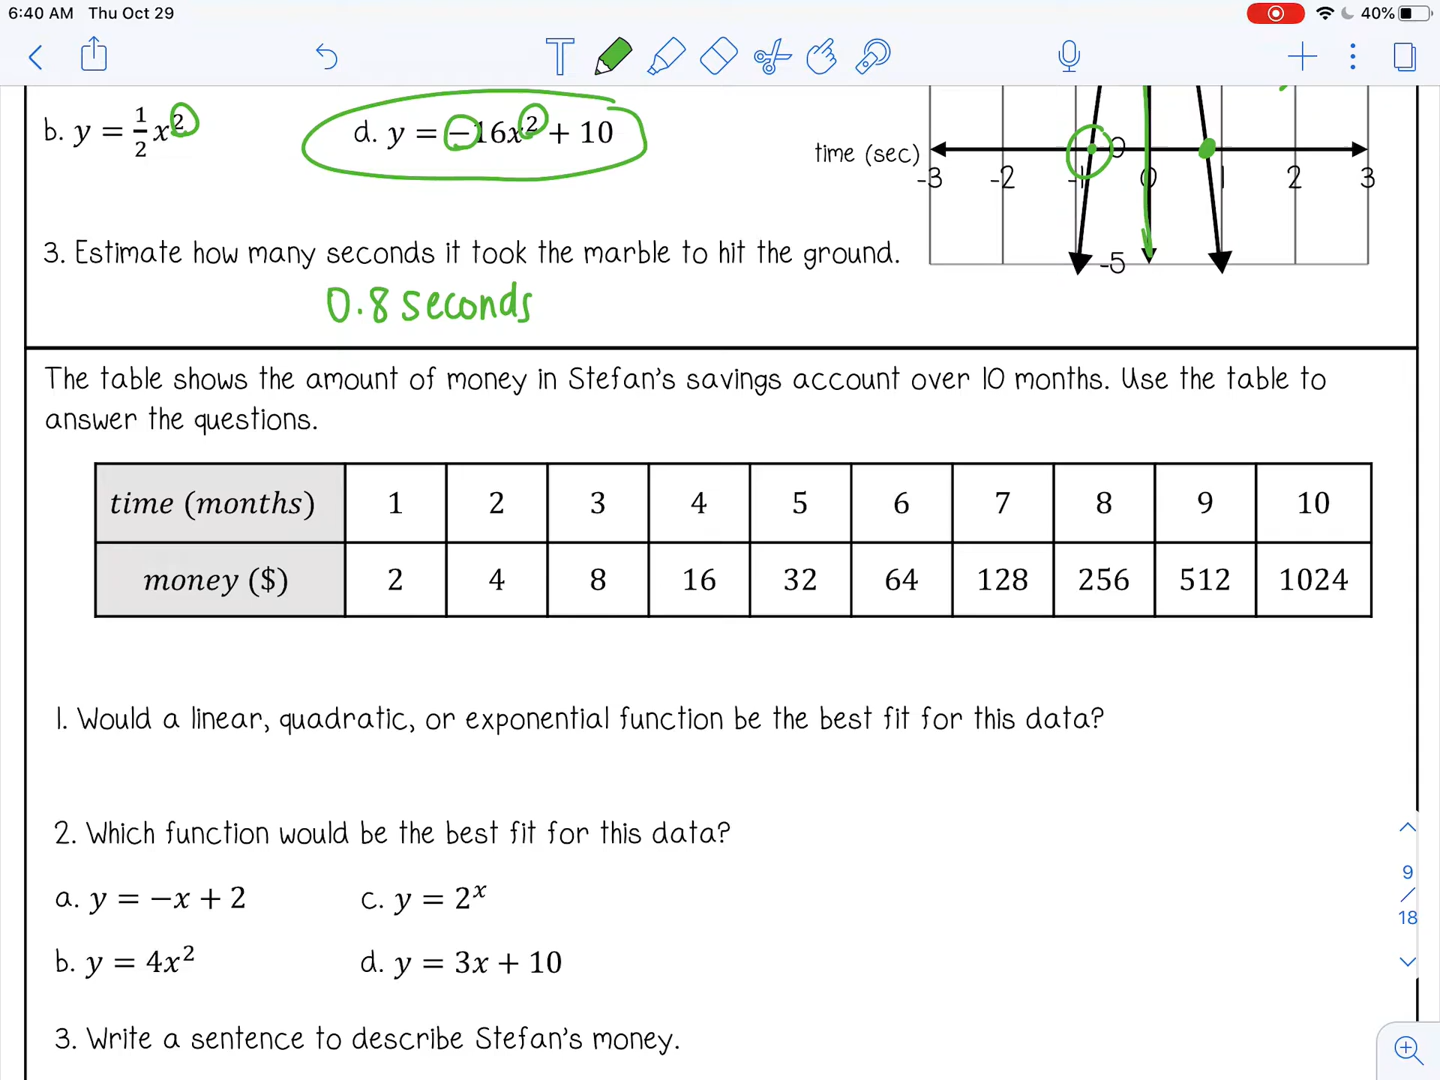 6:40 AM Thu Oct 29
40%
b. y = 1/2 x²
d. y = −16x² + 10
time (sec)
0
-3 -2 -1 0 1 2 3
-5
3. Estimate how many seconds it took the marble to hit the ground.
0.8 seconds
The table shows the amount of money in Stefan's savings account over 10 months. Use the table to
answer the questions.
time (months) 1 2 3 4 5 6 7 8 9 10
money ($) 2 4 8 16 32 64 128 256 512 1024
1. Would a linear, quadratic, or exponential function be the best fit for this data?
2. Which function would be the best fit for this data?
a. y = −x + 2
c. y = 2ˣ
b. y = 4x²
d. y = 3x + 10
3. Write a sentence to describe Stefan's money.
9
/
18